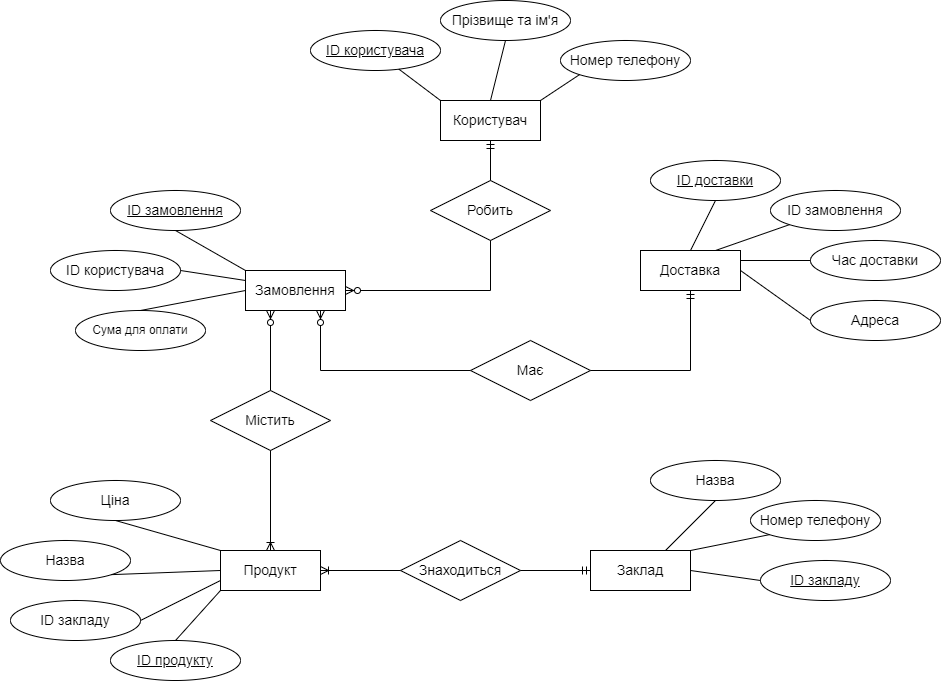 Прізвище та ім'я
ID користувача
Номер телефону
Користувач
Робить
ID доставки
ID замовлення
ID замовлення
Час доставки
ID користувача
Доставка
Замовлення
Адреса
Сума для оплати
Має
Містить
Назва
Ціна
Номер телефону
Назва
Продукт
Знаходиться
Заклад
ID закладу
ID закладу
ID продукту